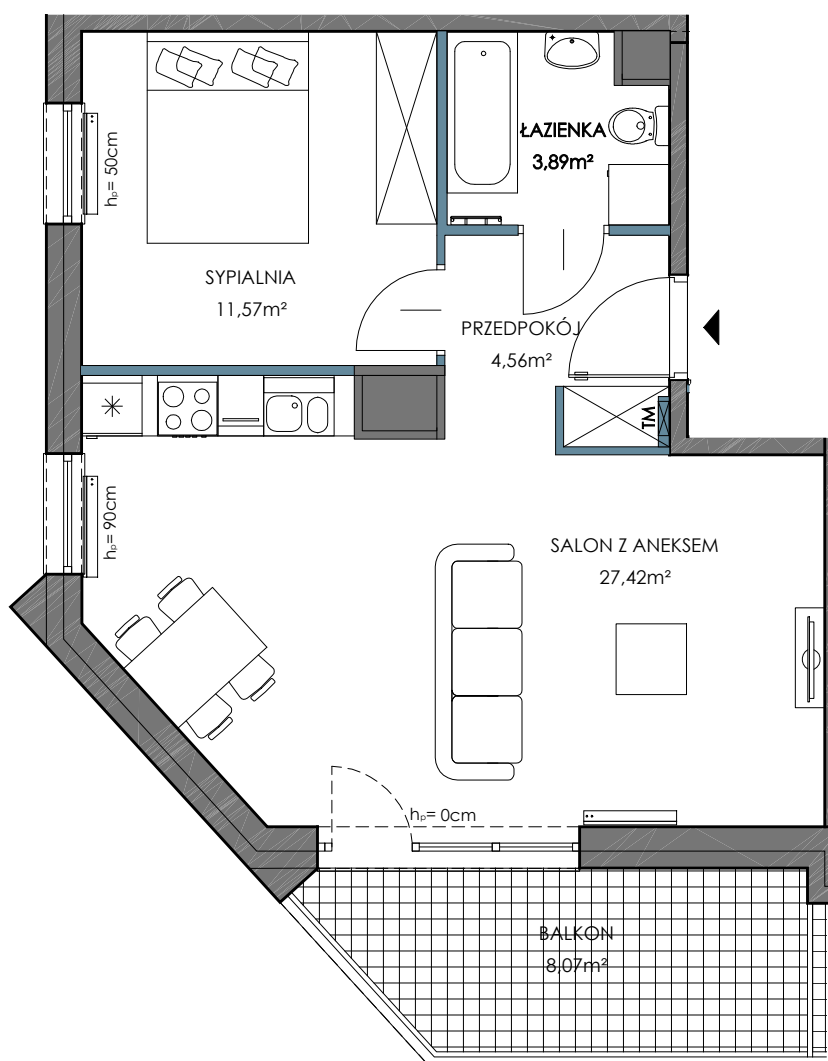 ŁAZIENKA
3,89m²
hₚ= 50cm
SYPIALNIA
11,57m²
PRZEDPOKÓJ
4,56m²
TM
hₚ= 90cm
SALON Z ANEKSEM
27,42m²
hₚ= 0cm
BALKON
8,07m²